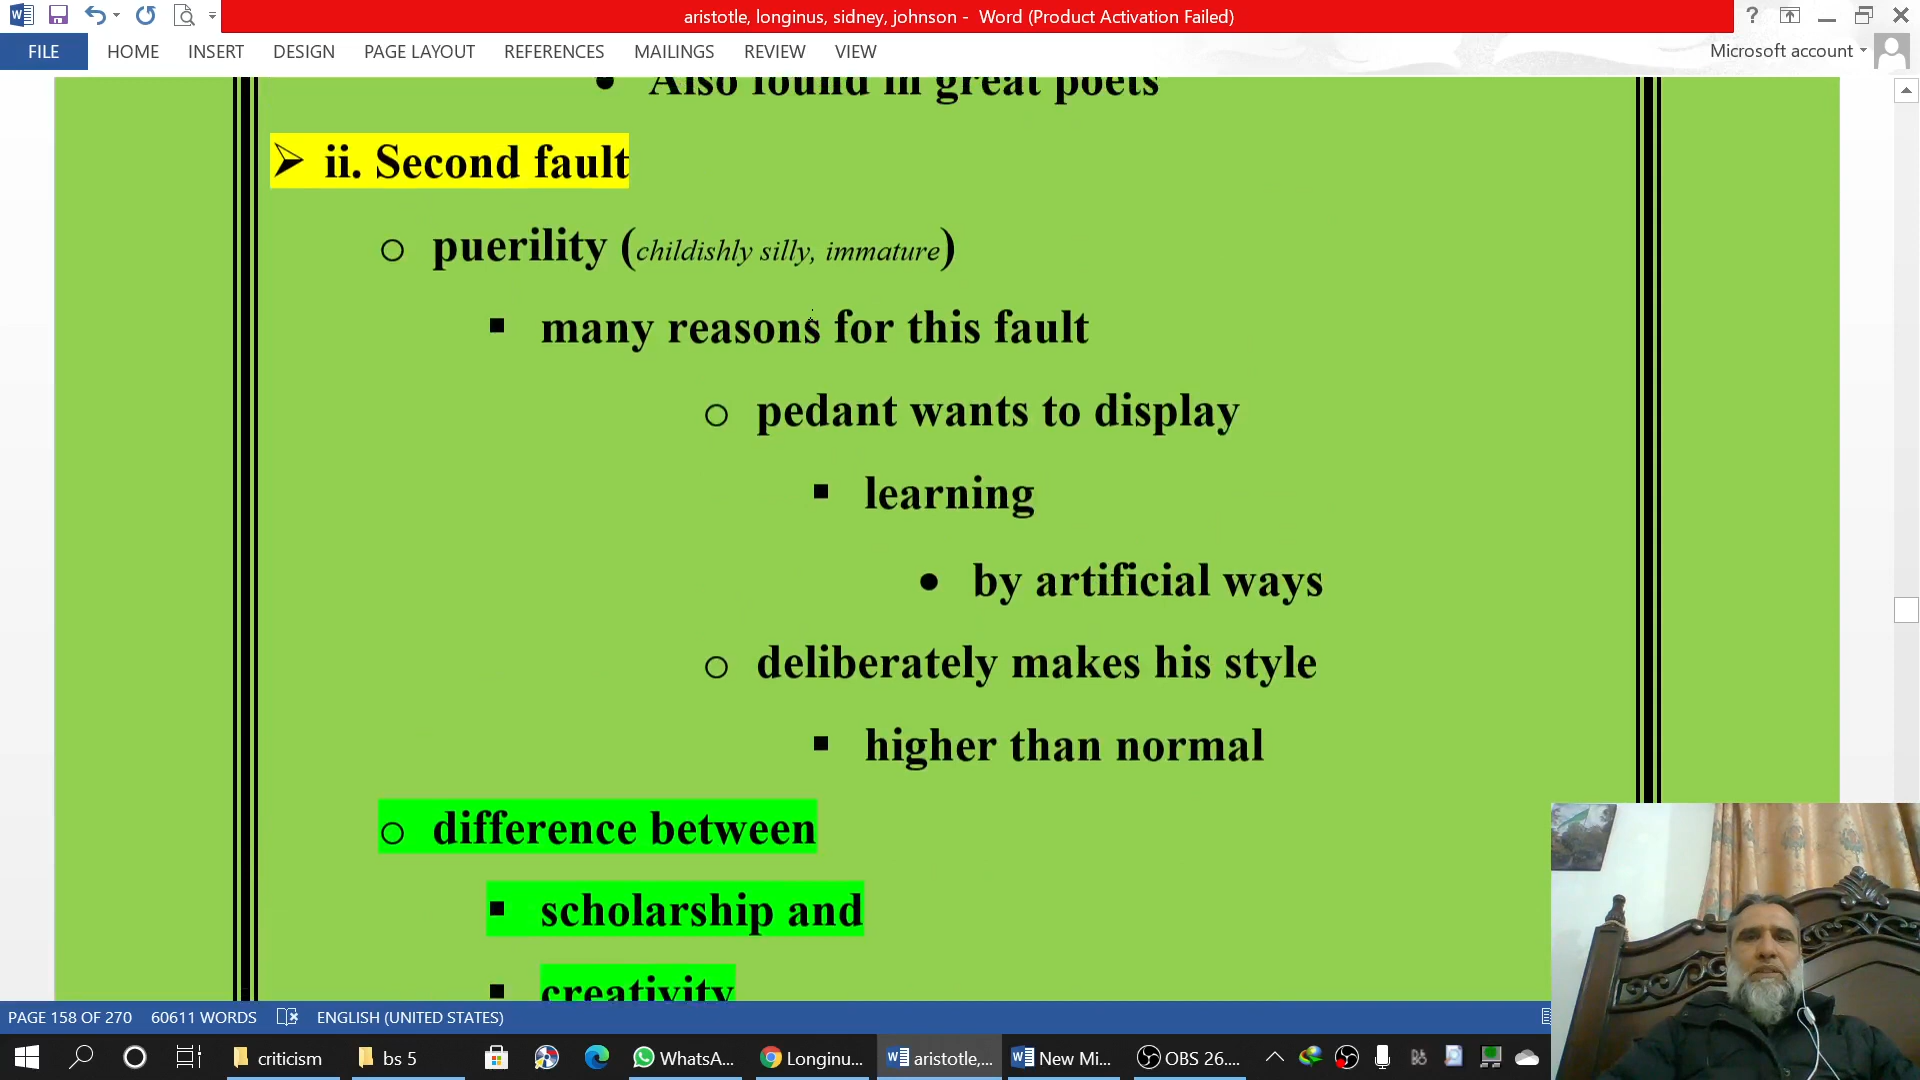 aristotle, longinus, sidney, johnson - Word (Product Activation Failed)
FILE HOME INSERT DESIGN PAGE LAYOUT REFERENCES MAILINGS REVIEW VIEW Microsoft account
• Also found in great poets
➢ ii. Second fault
o puerility (childishly silly, immature)
▪ many reasons for this fault
o pedant wants to display
▪ learning
• by artificial ways
o deliberately makes his style
▪ higher than normal
o difference between
▪ scholarship and
▪ creativity
PAGE 158 OF 270 60611 WORDS ENGLISH (UNITED STATES)
criticism bs 5 WhatsA... Longinu... aristotle,... New Mi... OBS 26....